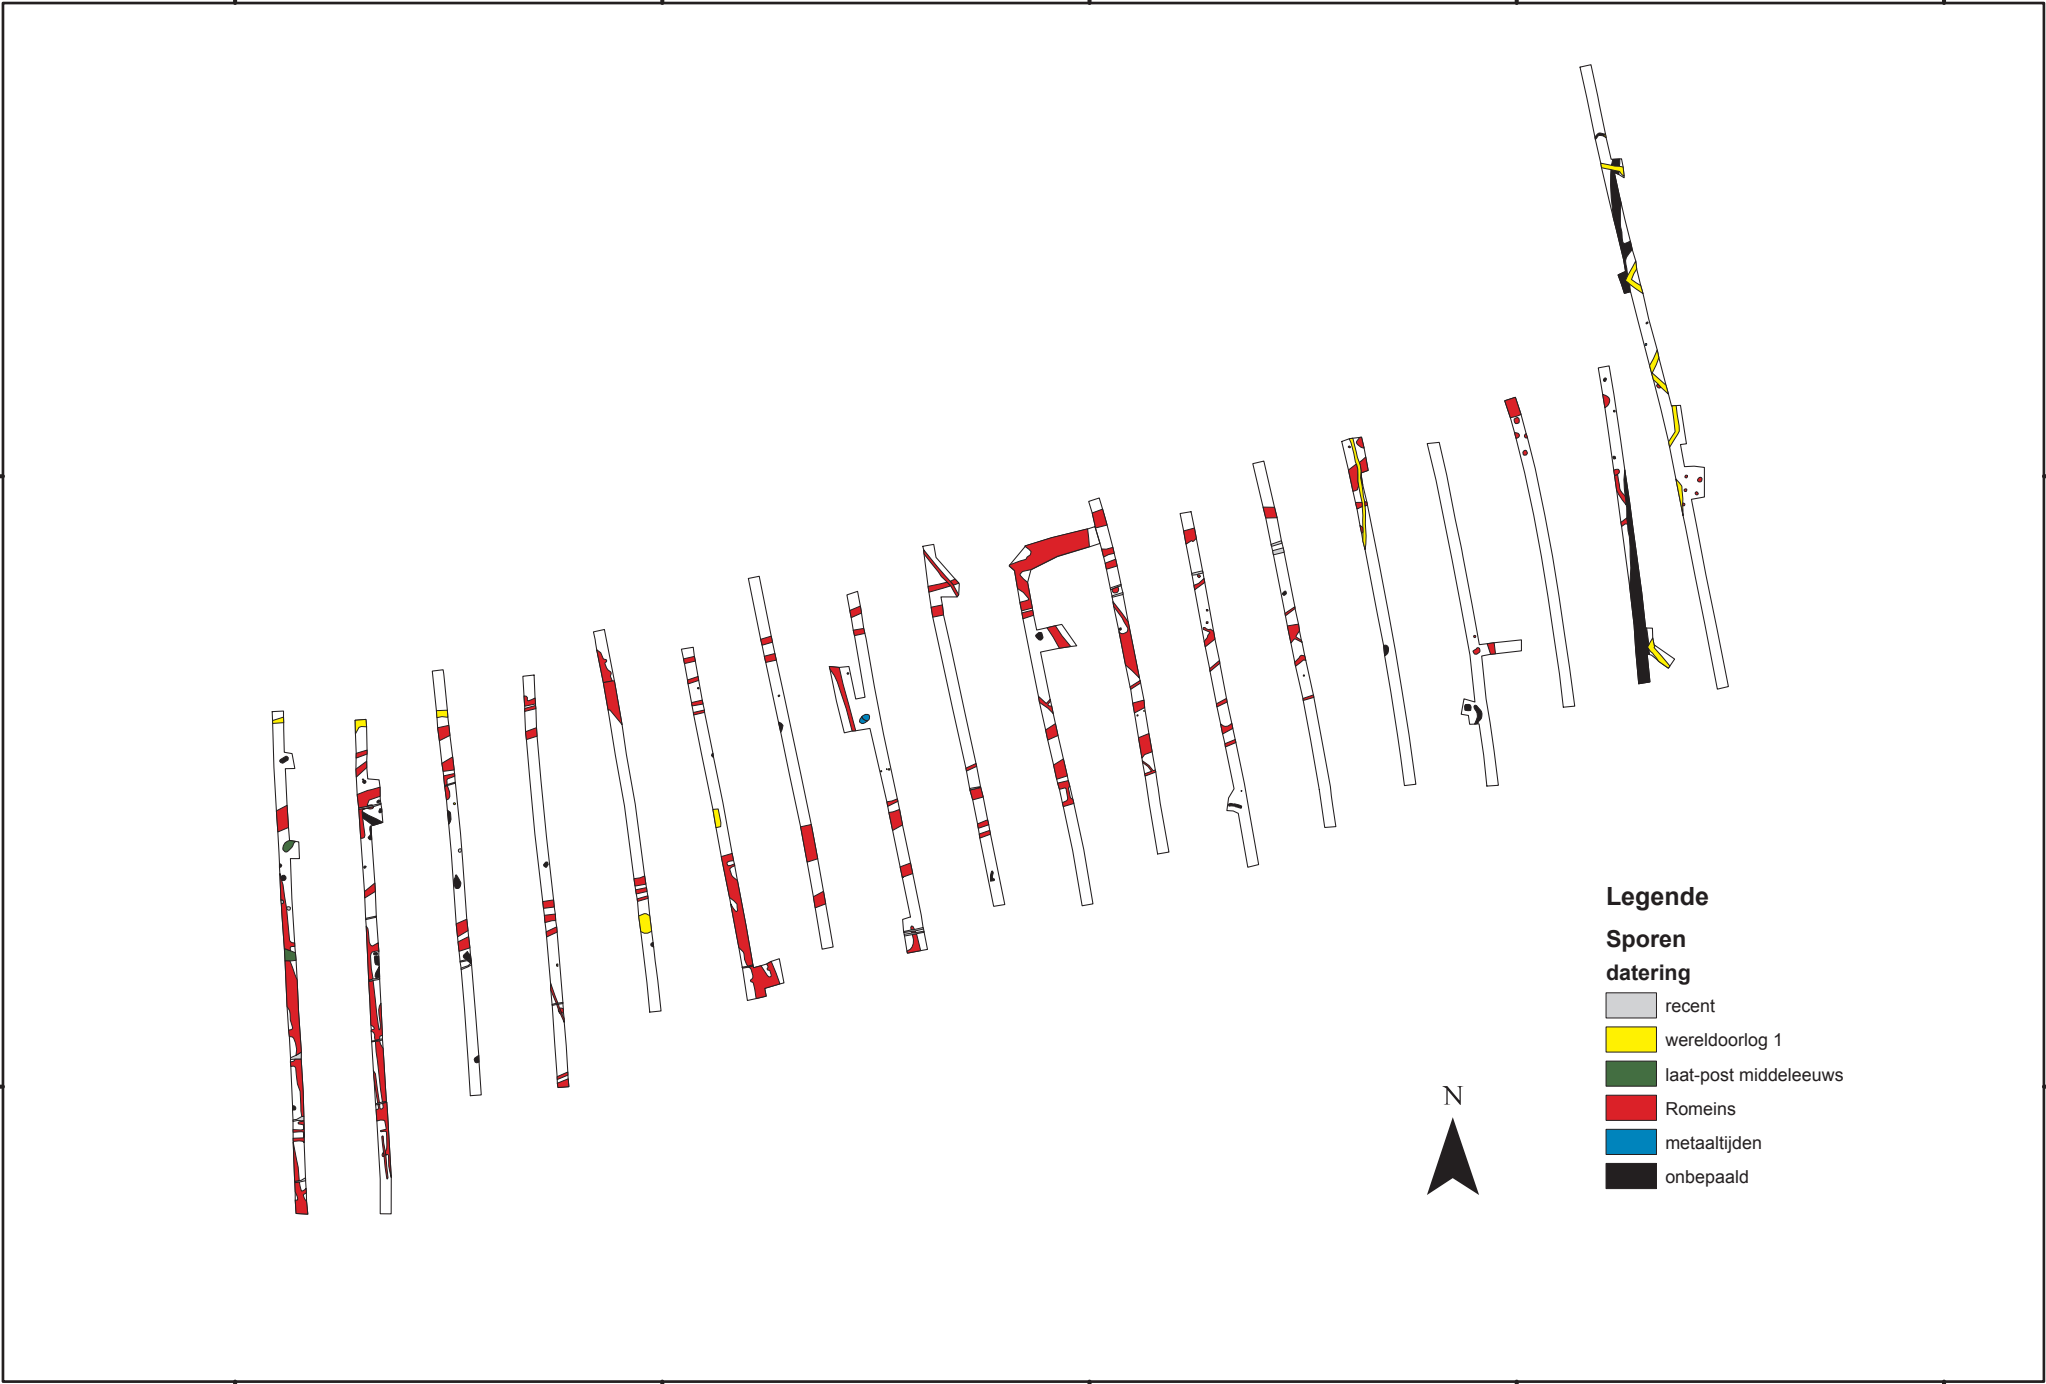 Legende
Sporen
datering
recent
wereldoorlog 1
laat-post middeleeuws
Romeins
metaaltijden
onbepaald
N